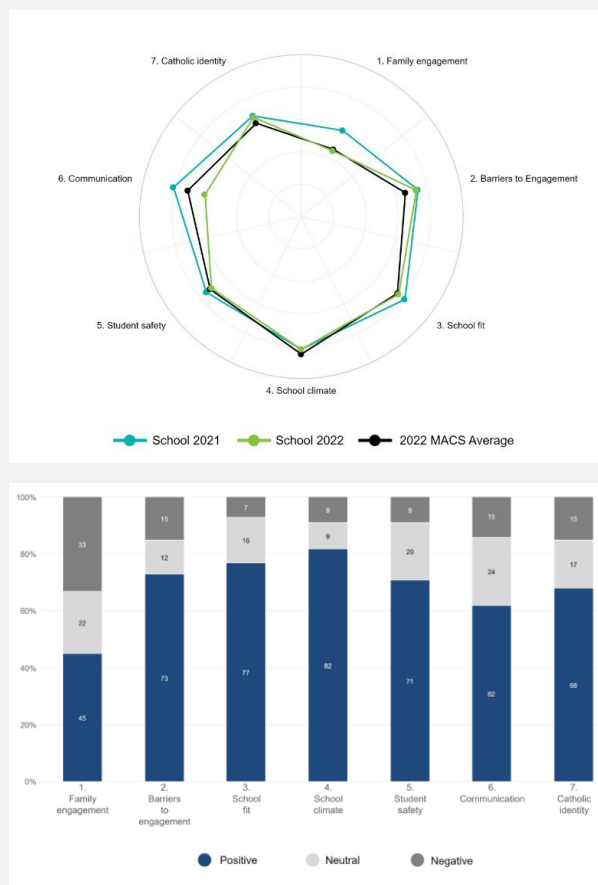 7. Catholic identity
1. Family engagement
6. Communication
2. Barriers to Engagement
5. Student safety
3. School fit
4. School climate
School 2021
School 2022
2022 MACS Average
100%
80%
60%
40%
20%
0%
33
22
45
15
12
73
7
16
77
9
9
82
9
20
71
15
24
62
15
17
68
1.
Family
engagement
2.
Barriers
to
engagement
3.
School
fit
4.
School
climate
5.
Student
safety
6.
Communication
7.
Catholic
identity
Positive
Neutral
Negative